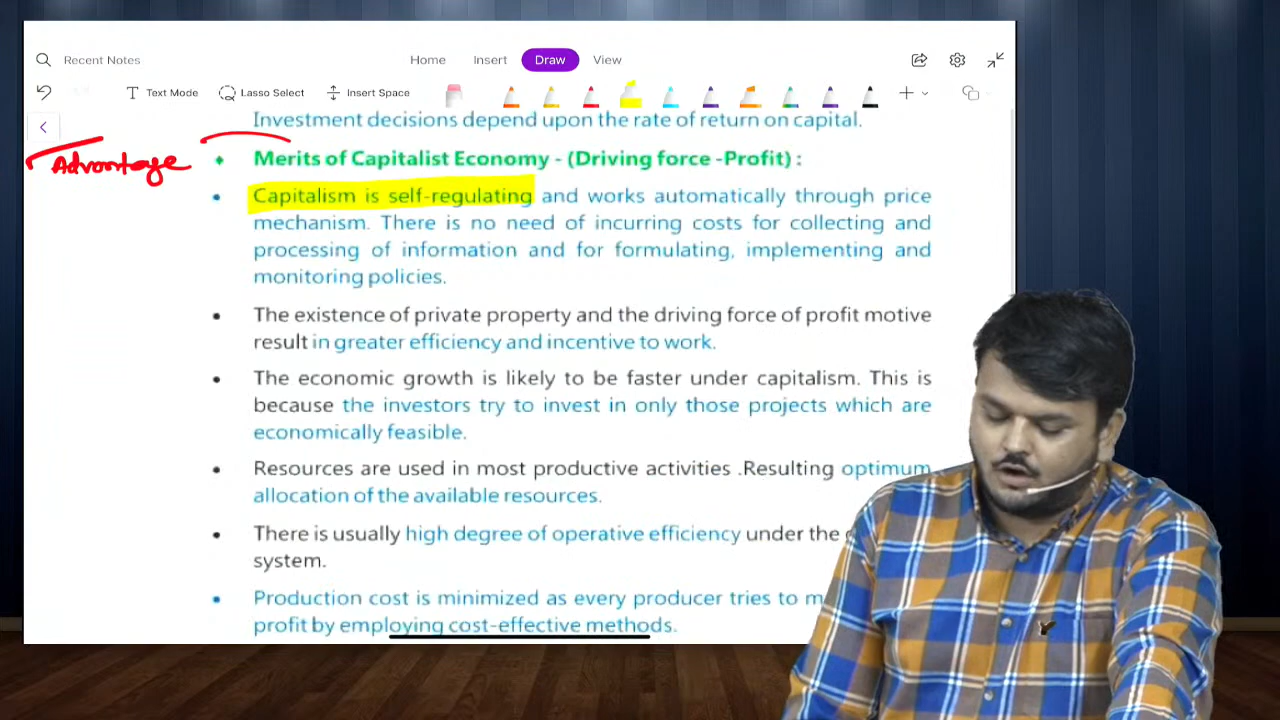 Recent Notes
Home Insert Draw View
Text Mode Lasso Select Insert Space
Investment decisions depend upon the rate of return on capital.
Advantage
Merits of Capitalist Economy - (Driving force -Profit) :
Capitalism is self-regulating and works automatically through price
mechanism. There is no need of incurring costs for collecting and
processing of information and for formulating, implementing and
monitoring policies.
The existence of private property and the driving force of profit motive
result in greater efficiency and incentive to work.
The economic growth is likely to be faster under capitalism. This is
because the investors try to invest in only those projects which are
economically feasible.
Resources are used in most productive activities .Resulting optimum
allocation of the available resources.
There is usually high degree of operative efficiency under the
system.
Production cost is minimized as every producer tries to
profit by employing cost-effective methods.